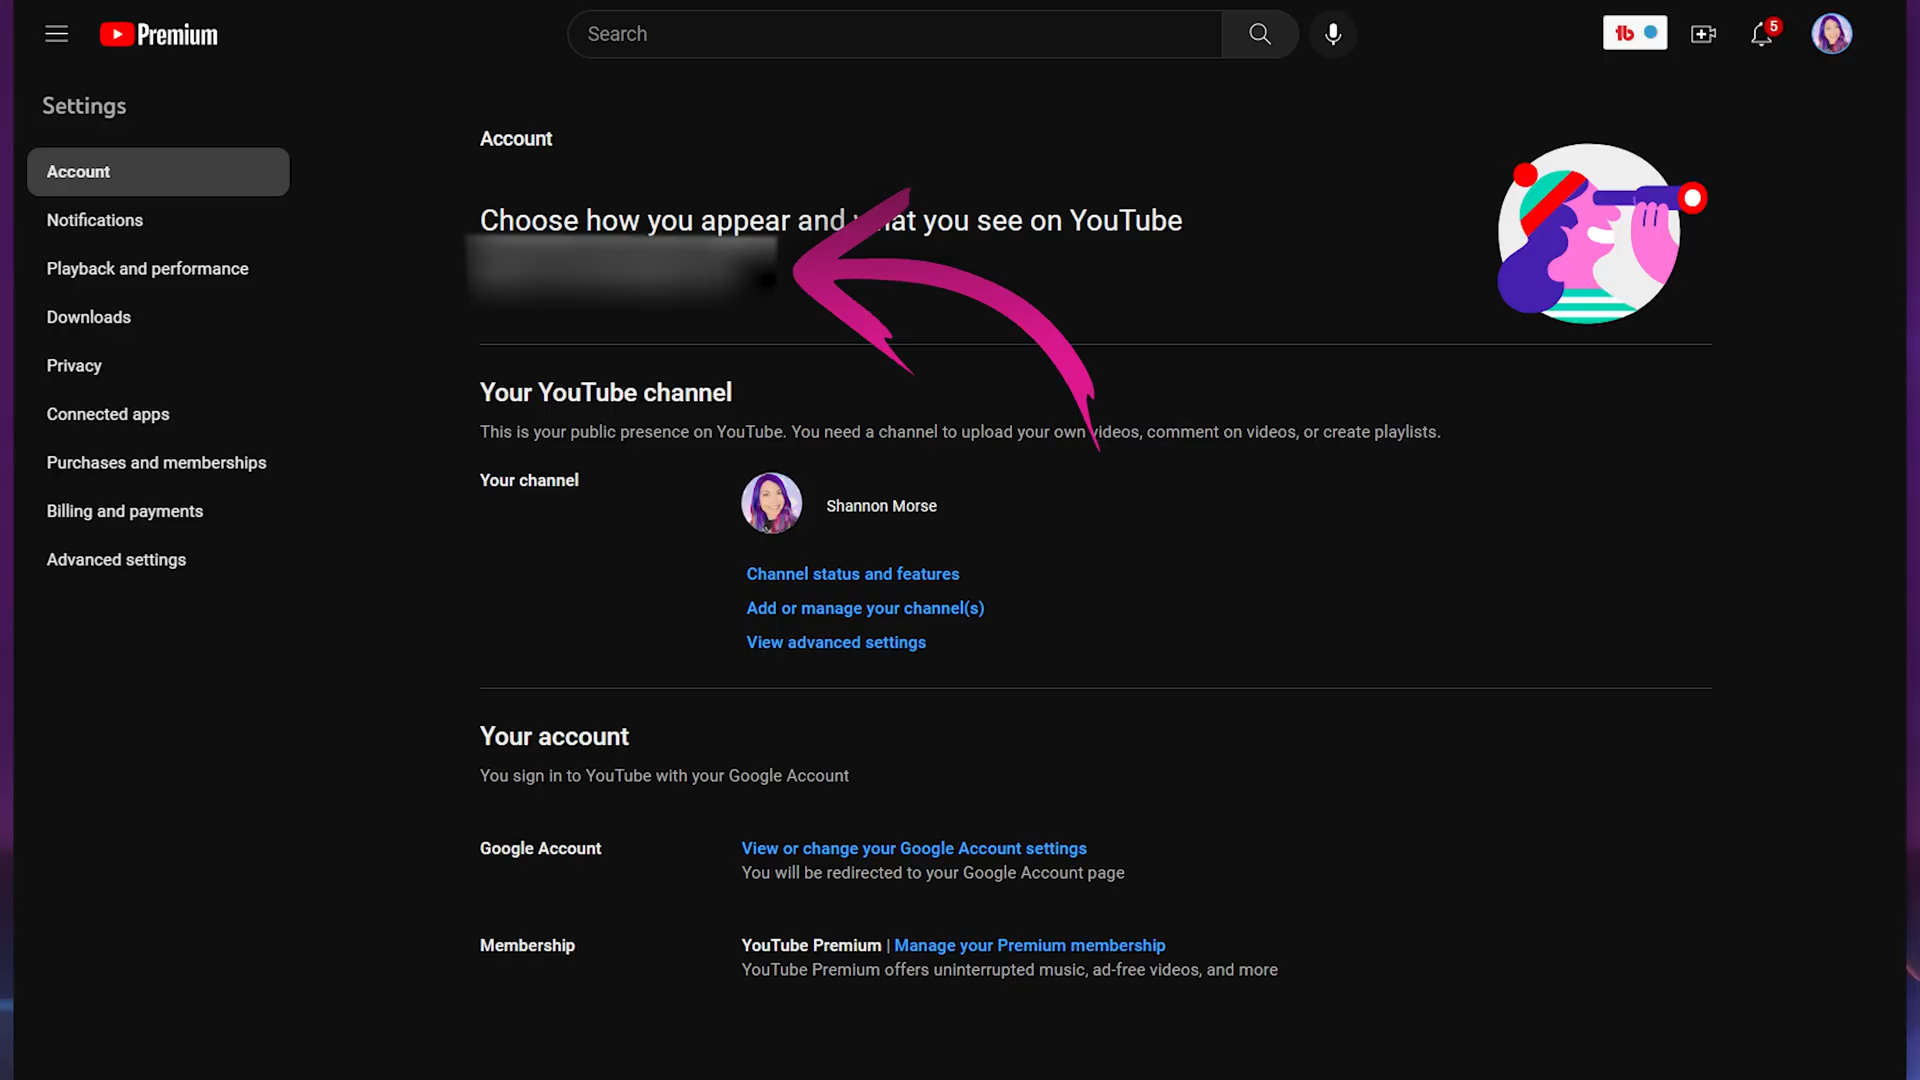 Premium
Search
tb
5
Settings
Account
Notifications
Playback and performance
Downloads
Privacy
Connected apps
Purchases and memberships
Billing and payments
Advanced settings
Account
Choose how you appear and what you see on YouTube
Your YouTube channel
This is your public presence on YouTube. You need a channel to upload your own videos, comment on videos, or create playlists.
Your channel
Shannon Morse
Channel status and features
Add or manage your channel(s)
View advanced settings
Your account
You sign in to YouTube with your Google Account
Google Account
View or change your Google Account settings
You will be redirected to your Google Account page
Membership
YouTube Premium | Manage your Premium membership
YouTube Premium offers uninterrupted music, ad-free videos, and more